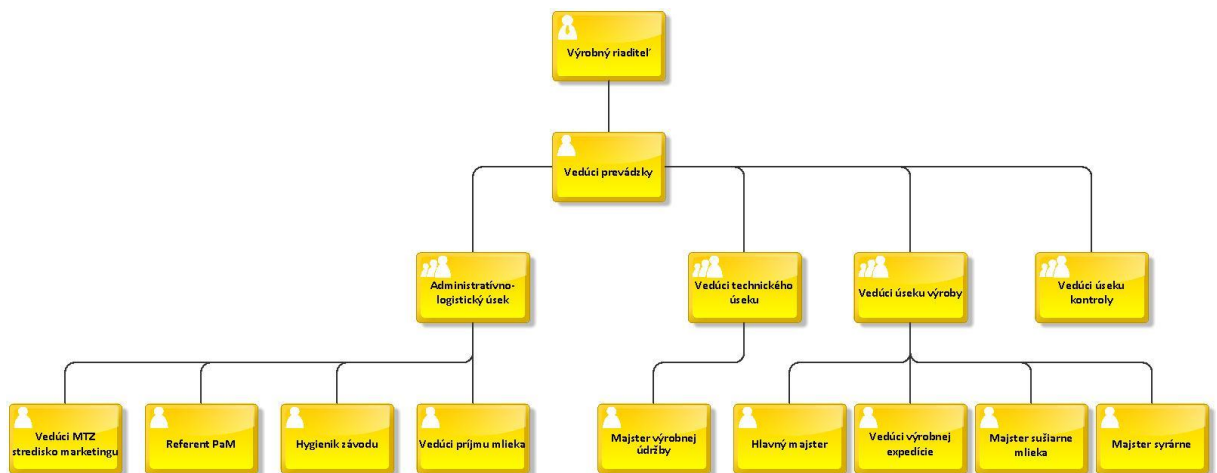 Výrobný riaditeľ
Vedúci prevádzky
Administratívno-
logistický úsek
Vedúci technického
úseku
Vedúci úseku výroby
Vedúci úseku
kontroly
Vedúci MTZ
stredisko marketingu
Referent PaM
Hygienik závodu
Vedúci príjmu mlieka
Majster výrobnej
údržby
Hlavný majster
Vedúci výrobnej
expedície
Majster sušiarne
mlieka
Majster syrárne